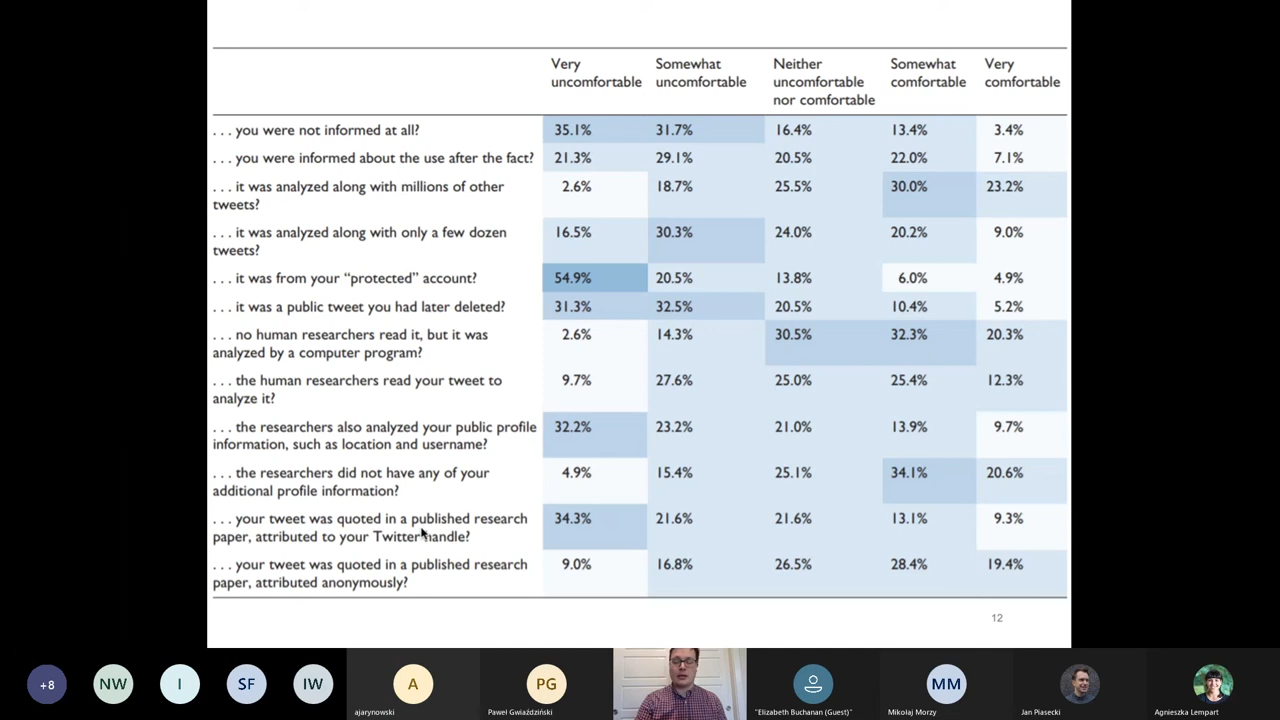 Very uncomfortable
Somewhat uncomfortable
Neither uncomfortable nor comfortable
Somewhat comfortable
Very comfortable
. . . you were not informed at all? 35.1% 31.7% 16.4% 13.4% 3.4%
. . . you were informed about the use after the fact? 21.3% 29.1% 20.5% 22.0% 7.1%
. . . it was analyzed along with millions of other 2.6% 18.7% 25.5% 30.0% 23.2%
tweets?
. . . it was analyzed along with only a few dozen 16.5% 30.3% 24.0% 20.2% 9.0%
tweets?
. . . it was from your “protected” account? 54.9% 20.5% 13.8% 6.0% 4.9%
. . . it was a public tweet you had later deleted? 31.3% 32.5% 20.5% 10.4% 5.2%
. . . no human researchers read it, but it was 2.6% 14.3% 30.5% 32.3% 20.3%
analyzed by a computer program?
. . . the human researchers read your tweet to 9.7% 27.6% 25.0% 25.4% 12.3%
analyze it?
. . . the researchers also analyzed your public profile 32.2% 23.2% 21.0% 13.9% 9.7%
information, such as location and username?
. . . the researchers did not have any of your 4.9% 15.4% 25.1% 34.1% 20.6%
additional profile information?
. . . your tweet was quoted in a published research 34.3% 21.6% 21.6% 13.1% 9.3%
paper, attributed to your Twitter handle?
. . . your tweet was quoted in a published research 9.0% 16.8% 26.5% 28.4% 19.4%
paper, attributed anonymously?
12
+8 NW I SF IW A PG MM
ajarynowski Paweł Gwiaździński "Elizabeth Buchanan (Guest)" Mikołaj Morzy Jan Piasecki Agnieszka Lempart